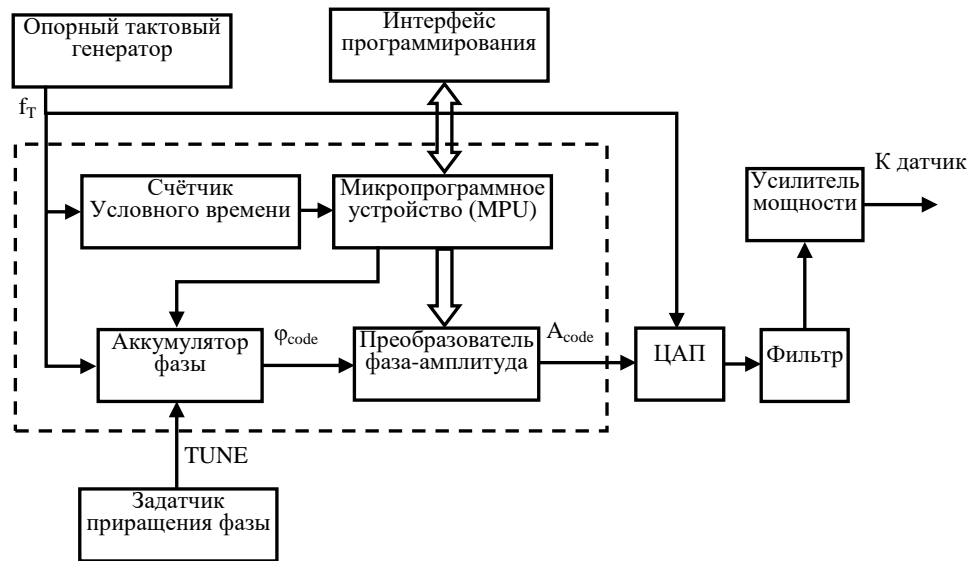 Опорный тактовый
генератор
Интерфейс
программирования
f_T
Счётчик
Условного времени
Микропрограммное
устройство (MPU)
Усилитель
мощности
К датчик
Аккумулятор
фазы
φ_code
Преобразователь
фаза-амплитуда
A_code
ЦАП
Фильтр
TUNE
Задатчик
приращения фазы